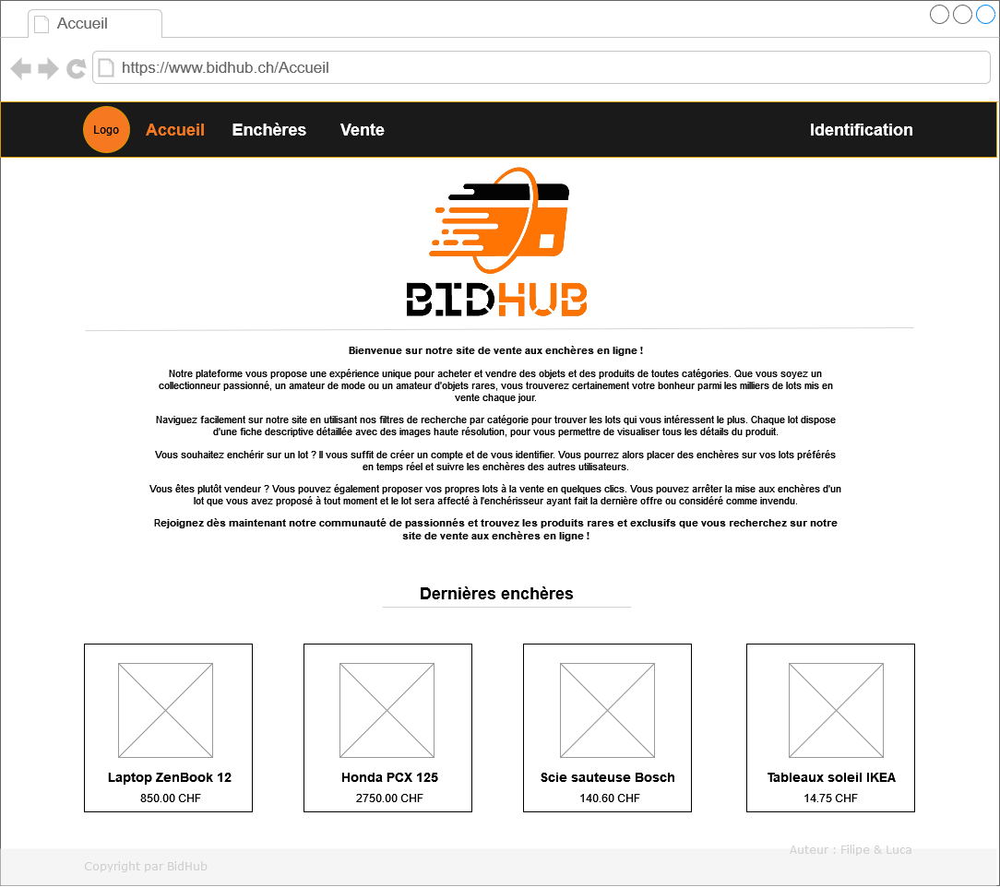 Accueil
https://www.bidhub.ch/Accueil
Logo Accueil Enchères Vente Identification
BIDHUB
Bienvenue sur notre site de vente aux enchères en ligne !
Notre plateforme vous propose une expérience unique pour acheter et vendre des objets et des produits de toutes catégories. Que vous soyez un
collectionneur passionné, un amateur de mode ou un amateur d'objets rares, vous trouverez certainement votre bonheur parmi les milliers de lots mis en
vente chaque jour.
Naviguez facilement sur notre site en utilisant nos filtres de recherche par catégorie pour trouver les lots qui vous intéressent le plus. Chaque lot dispose
d'une fiche descriptive détaillée avec des images haute résolution, pour vous permettre de visualiser tous les détails du produit.
Vous souhaitez enchérir sur un lot ? Il vous suffit de créer un compte et de vous identifier. Vous pourrez alors placer des enchères sur vos lots préférés
en temps réel et suivre les enchères des autres utilisateurs.
Vous êtes plutôt vendeur ? Vous pouvez également proposer vos propres lots à la vente en quelques clics. Vous pouvez arrêter la mise aux enchères d'un
lot que vous avez proposé à tout moment et le lot sera affecté à l'enchérisseur ayant fait la dernière offre ou considéré comme invendu.
Rejoignez dès maintenant notre communauté de passionnés et trouvez les produits rares et exclusifs que vous recherchez sur notre
site de vente aux enchères en ligne !
Dernières enchères
Laptop ZenBook 12
850.00 CHF
Honda PCX 125
2750.00 CHF
Scie sauteuse Bosch
140.60 CHF
Tableaux soleil IKEA
14.75 CHF
Auteur : Filipe & Luca
Copyright par BidHub